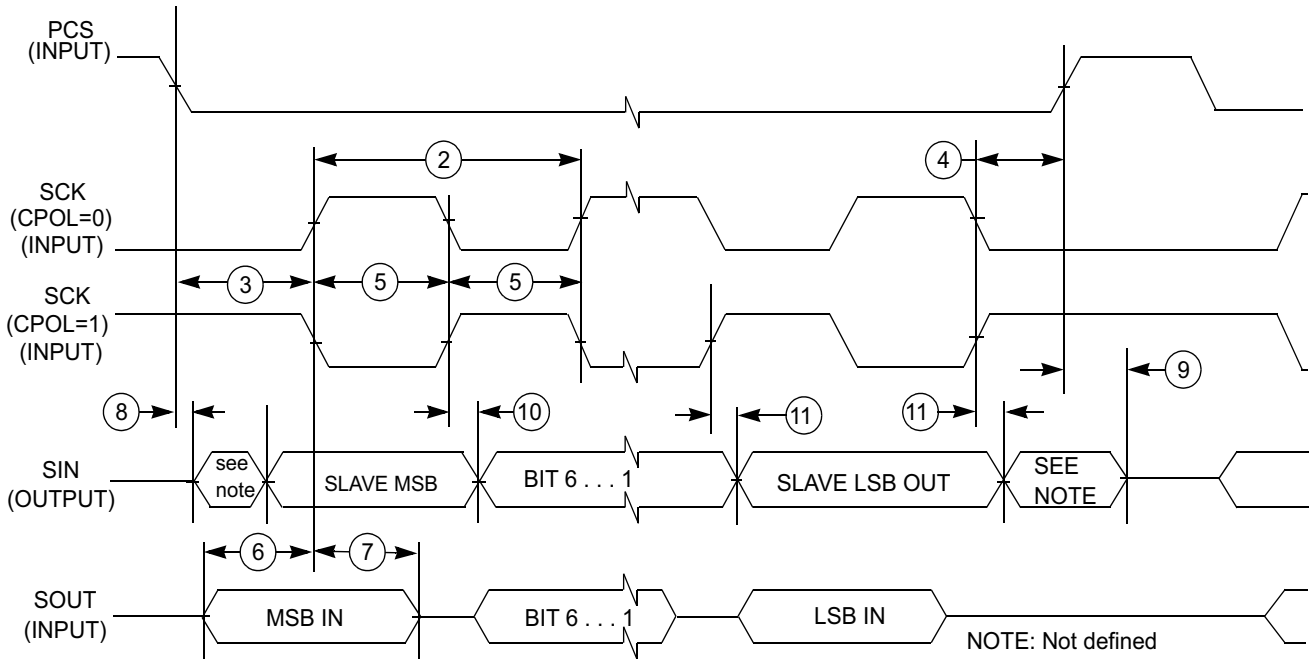 PCS
(INPUT)
2
4
SCK
(CPOL=0)
(INPUT)
3
5
5
SCK
(CPOL=1)
(INPUT)
9
8
10
11
11
SIN
(OUTPUT)
see
note
SLAVE MSB
BIT 6 . . . 1
SLAVE LSB OUT
SEE
NOTE
6
7
SOUT
(INPUT)
MSB IN
BIT 6 . . . 1
LSB IN
NOTE: Not defined